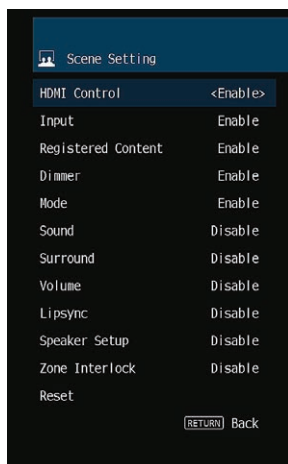 Scene Setting
HDMI Control <Enable>
Input Enable
Registered Content Enable
Dimmer Enable
Mode Enable
Sound Disable
Surround Disable
Volume Disable
Lipsync Disable
Speaker Setup Disable
Zone Interlock Disable
Reset
RETURN Back